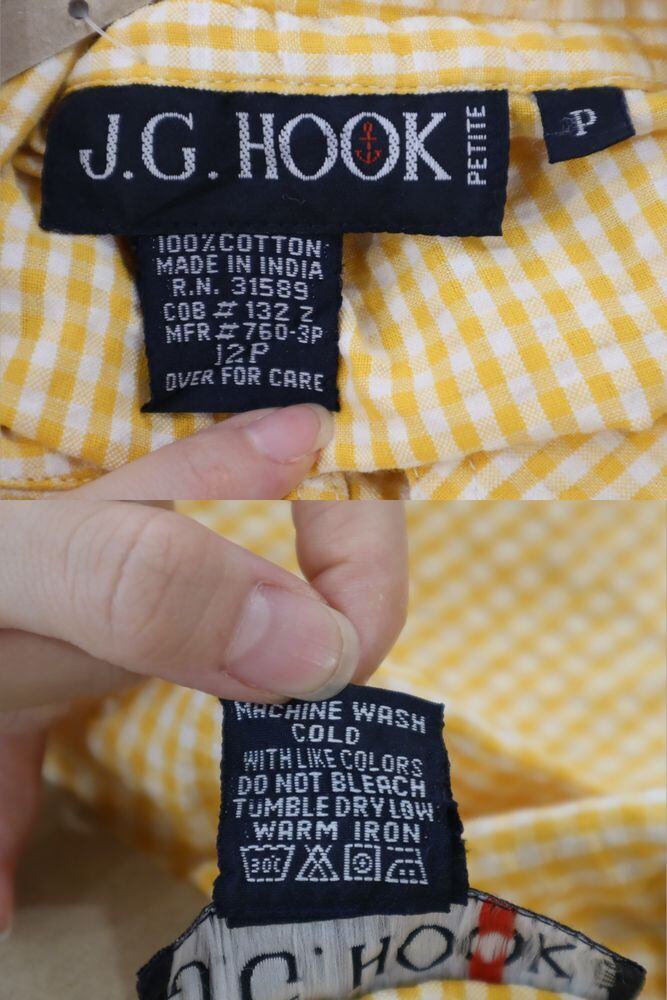 J.G. HOOK PETITE
P
100% COTTON
MADE IN INDIA
R.N. 31589
COB # 132 Z
MFR # 760-3P
12P
OVER FOR CARE
MACHINE WASH
COLD
WITH LIKE COLORS
DO NOT BLEACH
TUMBLE DRY LOW
WARM IRON
30°C
J.G. HOOK